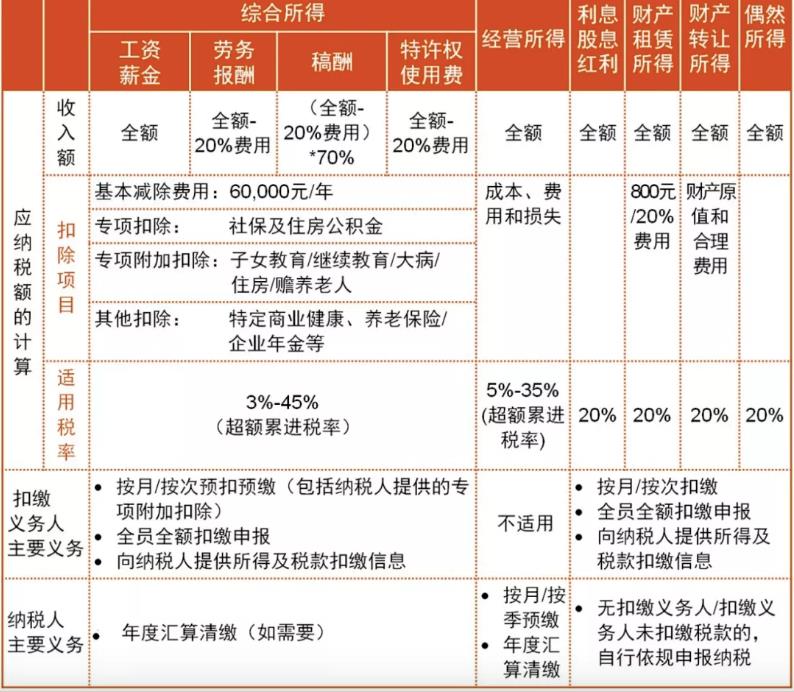 综合所得
经营所得
利息
股息
红利
财产
租赁
所得
财产
转让
所得
偶然
所得
工资
薪金
劳务
报酬
稿酬
特许权
使用费
应纳税额的计算
收入额
全额
全额-
20%费用
（全额-
20%费用）
*70%
全额-
20%费用
全额
全额
全额
全额
全额
扣除项目
基本减除费用：60,000元/年
专项扣除： 社保及住房公积金
专项附加扣除：子女教育/继续教育/大病/
住房/赡养老人
其他扣除： 特定商业健康、养老保险/
企业年金等
成本、费
用和损失
800元
/20%
费用
财产原
值和
合理
费用
适用税率
3%-45%
（超额累进税率）
5%-35%
(超额累进
税率)
20%
20%
20%
20%
扣缴
义务人
主要义务
• 按月/按次预扣预缴（包括纳税人提供的专
项附加扣除）
• 全员全额扣缴申报
• 向纳税人提供所得及税款扣缴信息
不适用
• 按月/按次扣缴
• 全员全额扣缴申报
• 向纳税人提供所得及
税款扣缴信息
纳税人
主要义务
• 年度汇算清缴（如需要）
• 按月/按
季预缴
• 年度汇
算清缴
• 无扣缴义务人/扣缴义
务人未扣缴税款的，
自行依规申报纳税